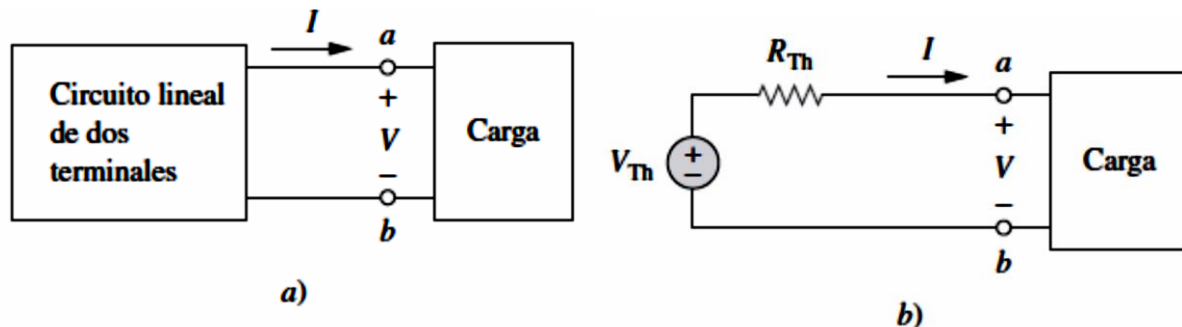 I
a
Circuito lineal
de dos
terminales
+
V
–
b
Carga
a)
R_Th
I
a
V_Th
+
–
+
V
–
b
Carga
b)